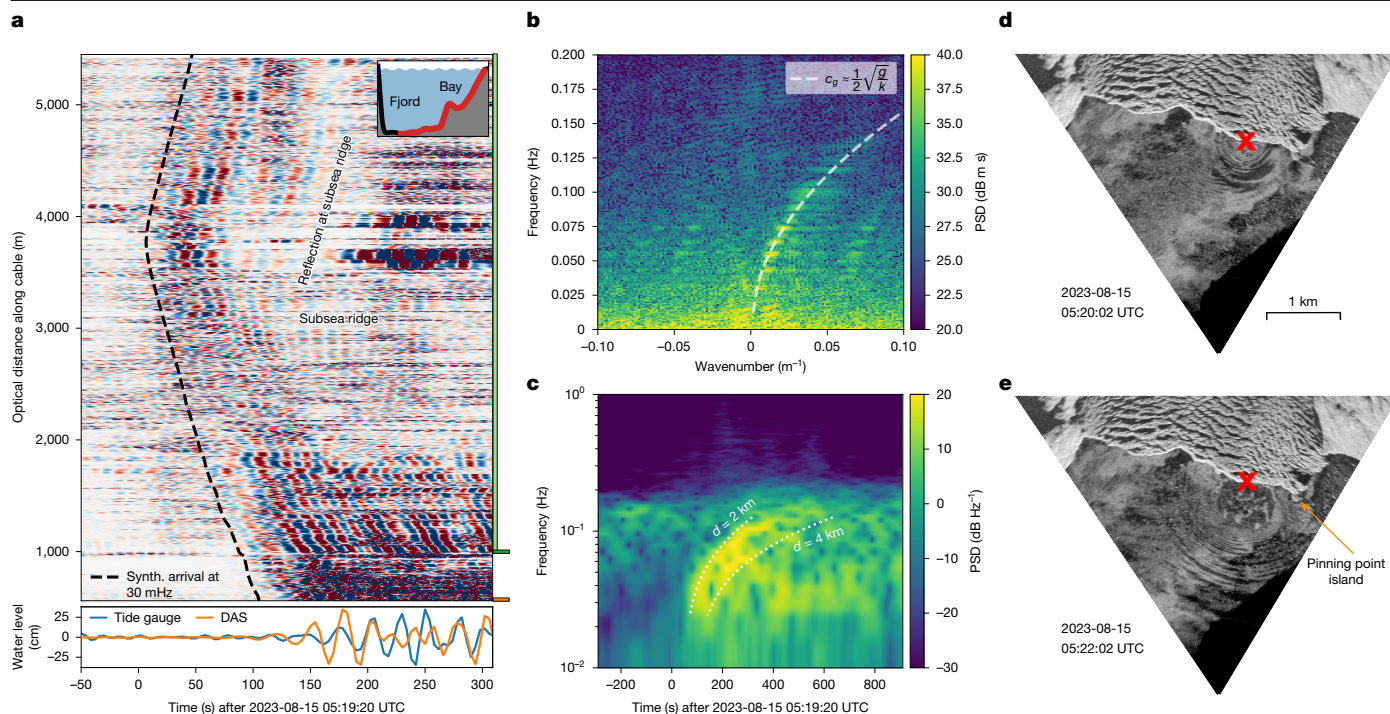 a
Optical distance along cable (m)
5,000
4,000
3,000
2,000
1,000
Fjord
Bay
Reflection at subsea ridge
Subsea ridge
Synth. arrival at
30 mHz
Water level
(cm)
25
0
−25
Tide gauge
DAS
−50
0
50
100
150
200
250
300
Time (s) after 2023-08-15 05:19:20 UTC
b
Frequency (Hz)
0.200
0.175
0.150
0.125
0.100
0.075
0.050
0.025
0
c_g ≈ 1/2 √(g/k)
−0.10
−0.05
0
0.05
0.10
Wavenumber (m⁻¹)
40.0
37.5
35.0
32.5
30.0
27.5
25.0
22.5
20.0
PSD (dB m s)
c
Frequency (Hz)
10⁰
10⁻¹
10⁻²
d = 2 km
d = 4 km
−200
0
200
400
600
800
Time (s) after 2023-08-15 05:19:20 UTC
20
10
0
−10
−20
−30
PSD (dB Hz⁻¹)
d
2023-08-15
05:20:02 UTC
1 km
e
Pinning point
island
2023-08-15
05:22:02 UTC